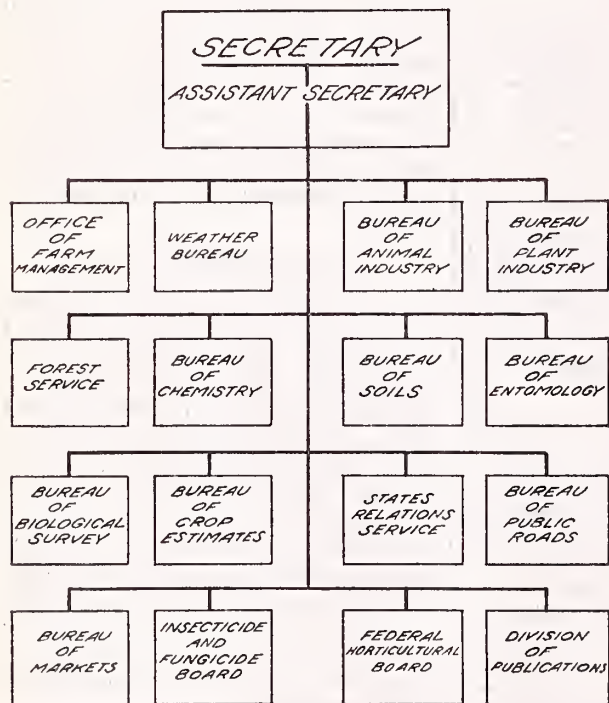 SECRETARY
ASSISTANT SECRETARY
OFFICE
OF
FARM
MANAGEMENT
WEATHER
BUREAU
BUREAU
OF
ANIMAL
INDUSTRY
BUREAU
OF
PLANT
INDUSTRY
FOREST
SERVICE
BUREAU
OF
CHEMISTRY
BUREAU
OF
SOILS
BUREAU
OF
ENTOMOLOGY
BUREAU
OF
BIOLOGICAL
SURVEY
BUREAU
OF
CROP
ESTIMATES
STATES
RELATIONS
SERVICE
BUREAU
OF
PUBLIC
ROADS
BUREAU
OF
MARKETS
INSECTICIDE
AND
FUNGICIDE
BOARD
FEDERAL
HORTICULTURAL
BOARD
DIVISION
OF
PUBLICATIONS